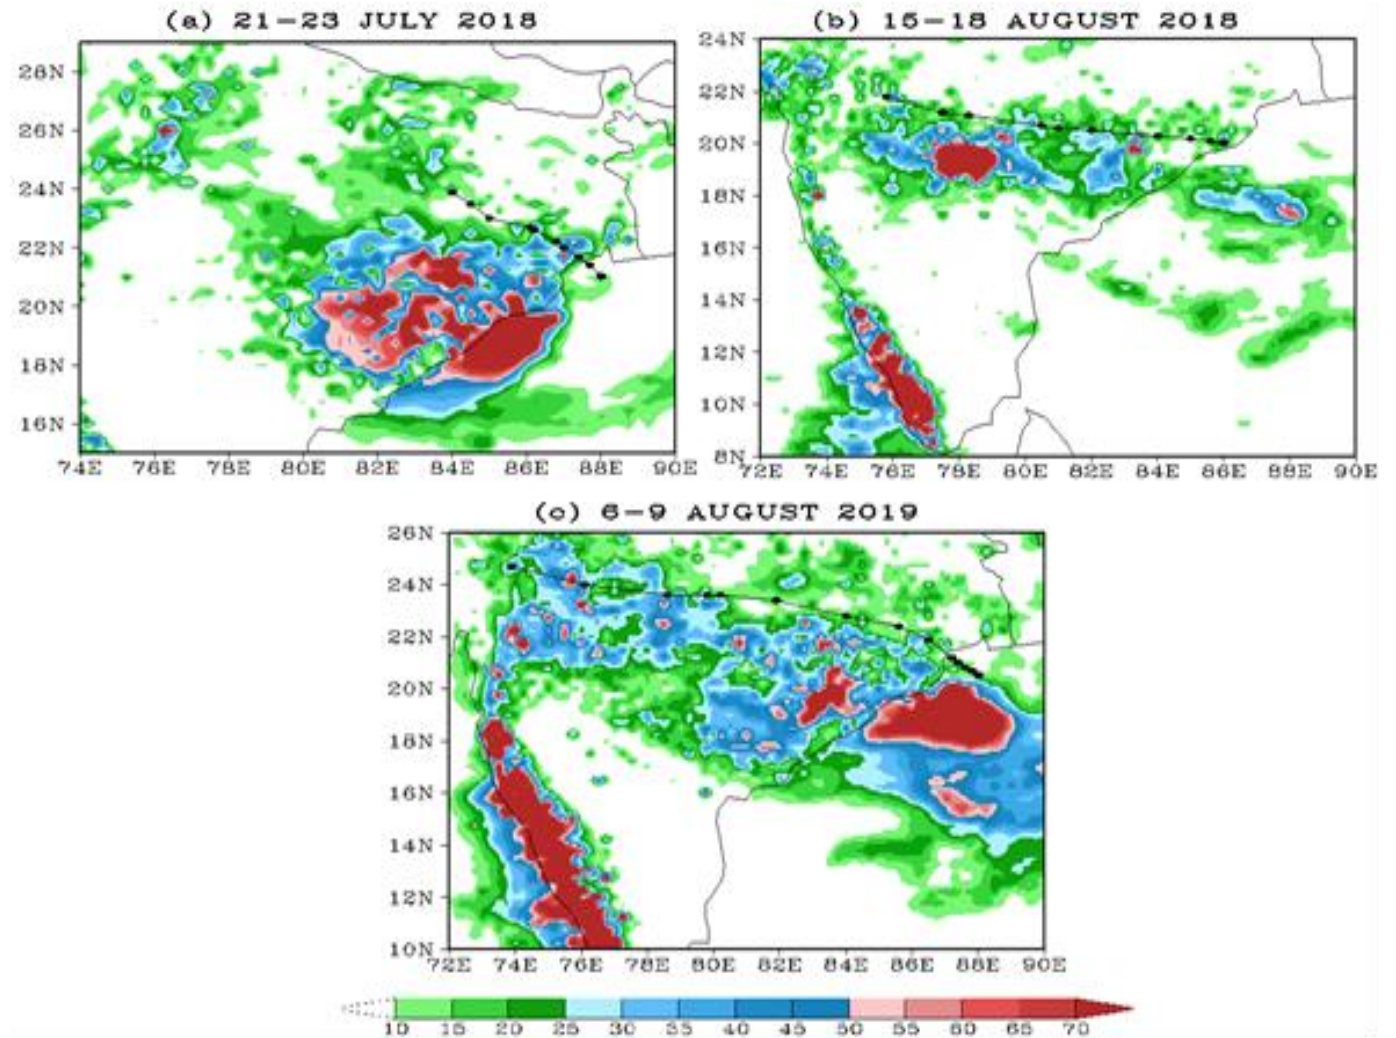 (a) 21-23 JULY 2018
28N
26N
24N
22N
20N
18N
16N
74E 76E 78E 80E 82E 84E 86E 88E 90E
(b) 15-18 AUGUST 2018
24N
22N
20N
18N
16N
14N
12N
10N
8N
72E 74E 76E 78E 80E 82E 84E 86E 88E 90E
(c) 6-9 AUGUST 2019
26N
24N
22N
20N
18N
16N
14N
12N
10N
72E 74E 76E 78E 80E 82E 84E 86E 88E 90E
10 15 20 25 30 35 40 45 50 55 60 65 70